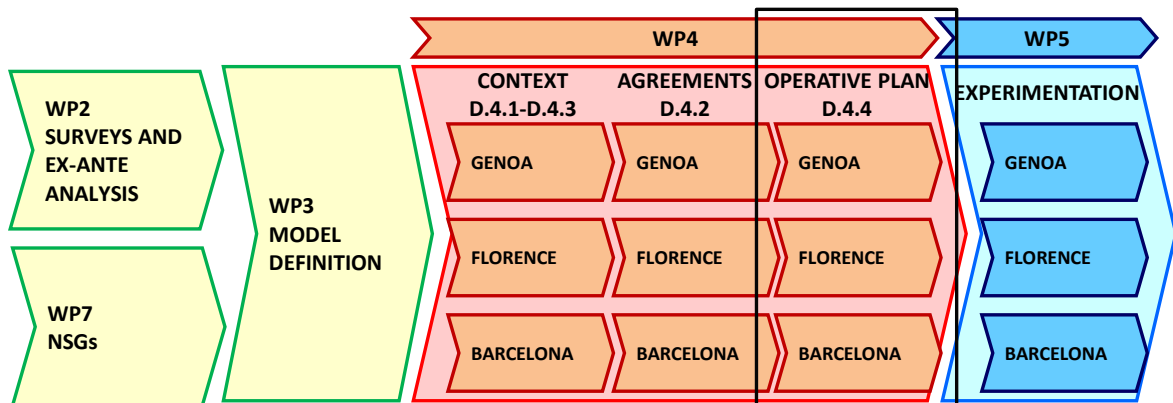 WP4
WP5
WP2
SURVEYS AND
EX-ANTE
ANALYSIS
WP7
NSGs
WP3
MODEL
DEFINITION
CONTEXT
D.4.1-D.4.3
GENOA
FLORENCE
BARCELONA
AGREEMENTS
D.4.2
GENOA
FLORENCE
BARCELONA
OPERATIVE PLAN
D.4.4
GENOA
FLORENCE
BARCELONA
EXPERIMENTATION
GENOA
FLORENCE
BARCELONA